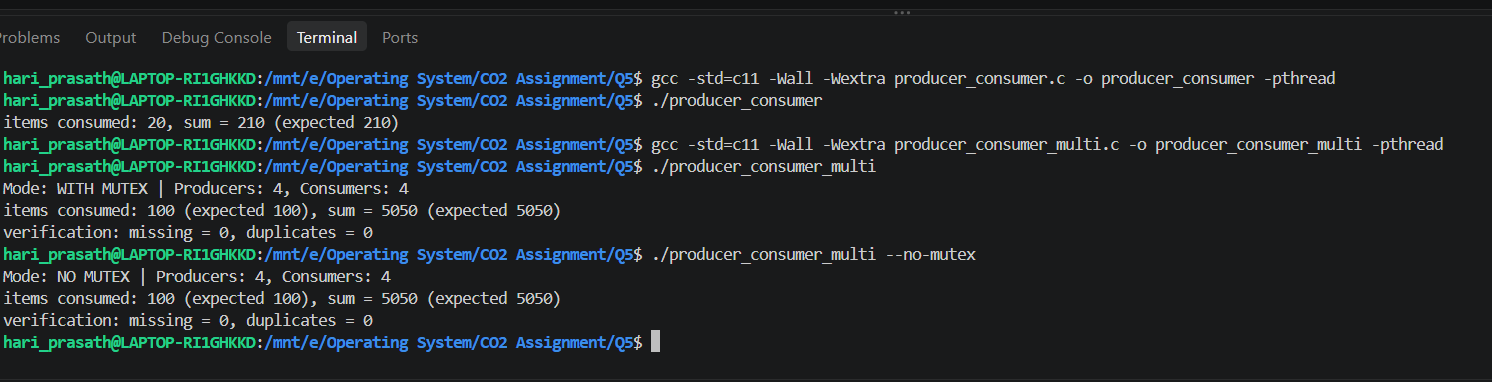 Problems Output Debug Console Terminal Ports
hari_prasath@LAPTOP-RI1GHKKD:/mnt/e/Operating System/CO2 Assignment/Q5$ gcc -std=c11 -Wall -Wextra producer_consumer.c -o producer_consumer -pthread
hari_prasath@LAPTOP-RI1GHKKD:/mnt/e/Operating System/CO2 Assignment/Q5$ ./producer_consumer
items consumed: 20, sum = 210 (expected 210)
hari_prasath@LAPTOP-RI1GHKKD:/mnt/e/Operating System/CO2 Assignment/Q5$ gcc -std=c11 -Wall -Wextra producer_consumer_multi.c -o producer_consumer_multi -pthread
hari_prasath@LAPTOP-RI1GHKKD:/mnt/e/Operating System/CO2 Assignment/Q5$ ./producer_consumer_multi
Mode: WITH MUTEX | Producers: 4, Consumers: 4
items consumed: 100 (expected 100), sum = 5050 (expected 5050)
verification: missing = 0, duplicates = 0
hari_prasath@LAPTOP-RI1GHKKD:/mnt/e/Operating System/CO2 Assignment/Q5$ ./producer_consumer_multi --no-mutex
Mode: NO MUTEX | Producers: 4, Consumers: 4
items consumed: 100 (expected 100), sum = 5050 (expected 5050)
verification: missing = 0, duplicates = 0
hari_prasath@LAPTOP-RI1GHKKD:/mnt/e/Operating System/CO2 Assignment/Q5$